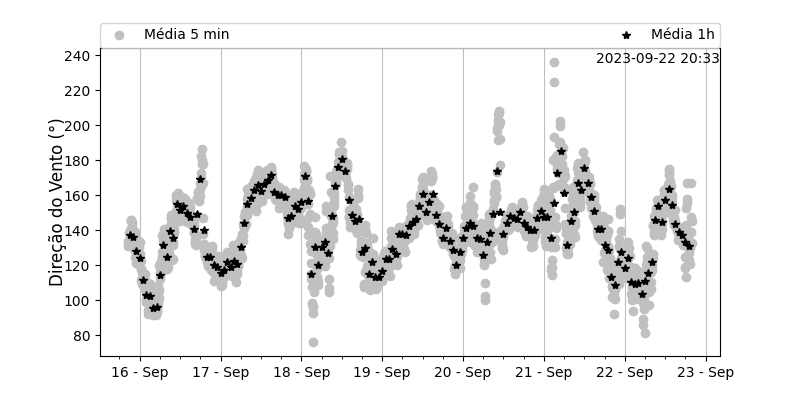 Média 5 min
Média 1h
2023-09-22 20:33
Direção do Vento (°)
240
220
200
180
160
140
120
100
80
16 - Sep
17 - Sep
18 - Sep
19 - Sep
20 - Sep
21 - Sep
22 - Sep
23 - Sep